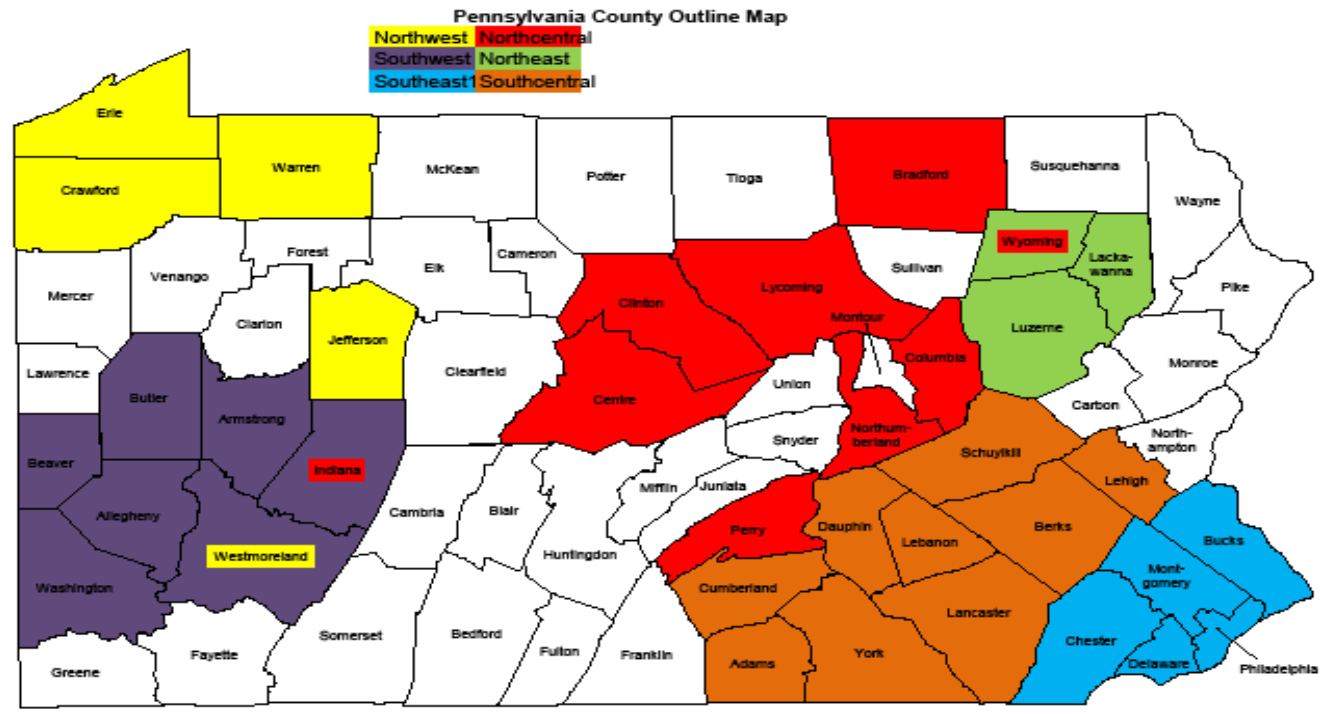 Pennsylvania County Outline Map
Northwest Northcentral
Southwest Northeast
Southeast1 Southcentral
Erie
Warren
McKean
Potter
Tioga
Bradford
Susquehanna
Wayne
Crawford
Forest
Elk
Cameron
Wyoming
Lacka-
wanna
Sullivan
Pike
Venango
Mercer
Clarion
Clinton
Lycoming
Montour
Jefferson
Columbia
Luzerne
Monroe
Lawrence
Clearfield
Union
Butler
Armstrong
Centre
Carbon
Snyder
Northum-
berland
North-
ampton
Beaver
Indiana
Schuylkill
Lehigh
Mifflin
Juniata
Allegheny
Cambria
Blair
Perry
Dauphin
Lebanon
Berks
Bucks
Westmoreland
Huntingdon
Mont-
gomery
Washington
Cumberland
Lancaster
Somerset
Bedford
Chester
Fayette
Fulton
Franklin
York
Adams
Delaware
Greene
Philadelphia